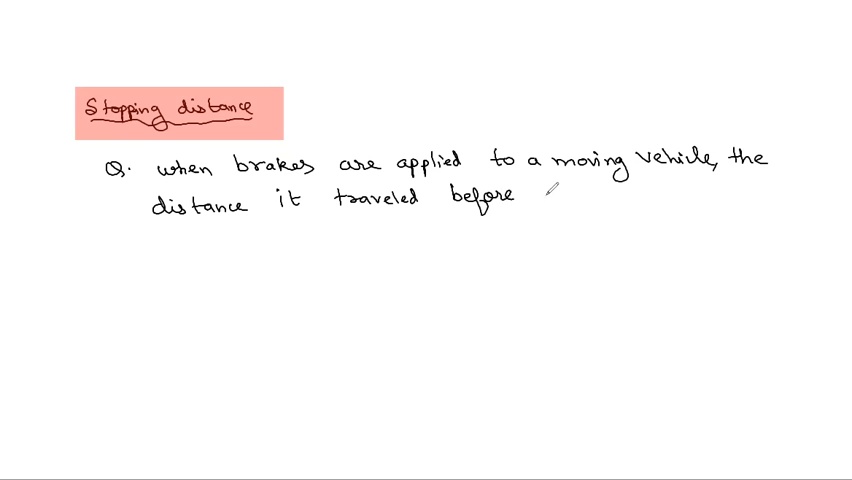 Stopping distance
Q. when brakes are applied to a moving vehicle, the
distance it traveled before